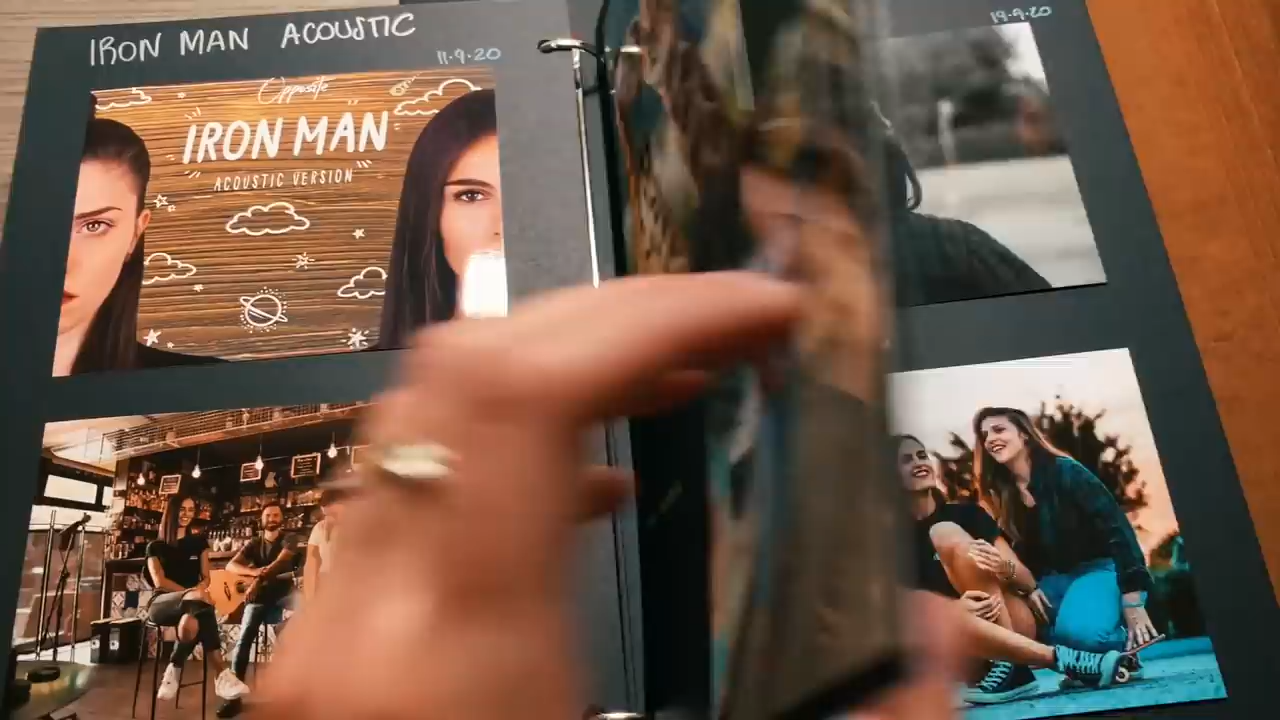 IRON MAN ACOUSTIC
11.9.20
Opposite
IRON MAN
ACOUSTIC VERSION
19.9.20